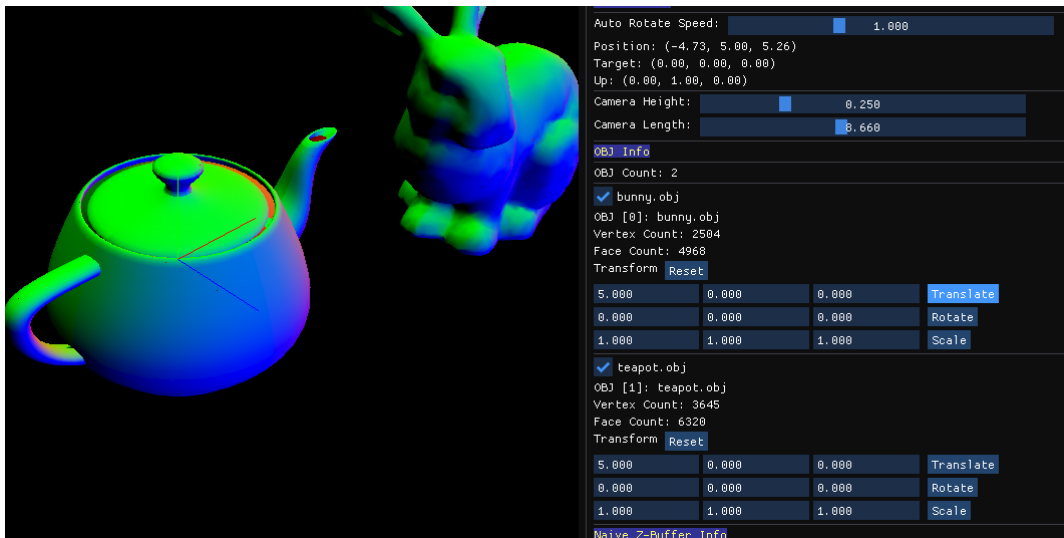 Auto Rotate Speed: 1.000
Position: (-4.73, 5.00, 5.26)
Target: (0.00, 0.00, 0.00)
Up: (0.00, 1.00, 0.00)
Camera Height: 0.250
Camera Length: 8.660
OBJ Info
OBJ Count: 2
bunny.obj
OBJ [0]: bunny.obj
Vertex Count: 2504
Face Count: 4968
Transform Reset
5.000 0.000 0.000 Translate
0.000 0.000 0.000 Rotate
1.000 1.000 1.000 Scale
teapot.obj
OBJ [1]: teapot.obj
Vertex Count: 3645
Face Count: 6320
Transform Reset
5.000 0.000 0.000 Translate
0.000 0.000 0.000 Rotate
1.000 1.000 1.000 Scale
Naive Z-Buffer Info